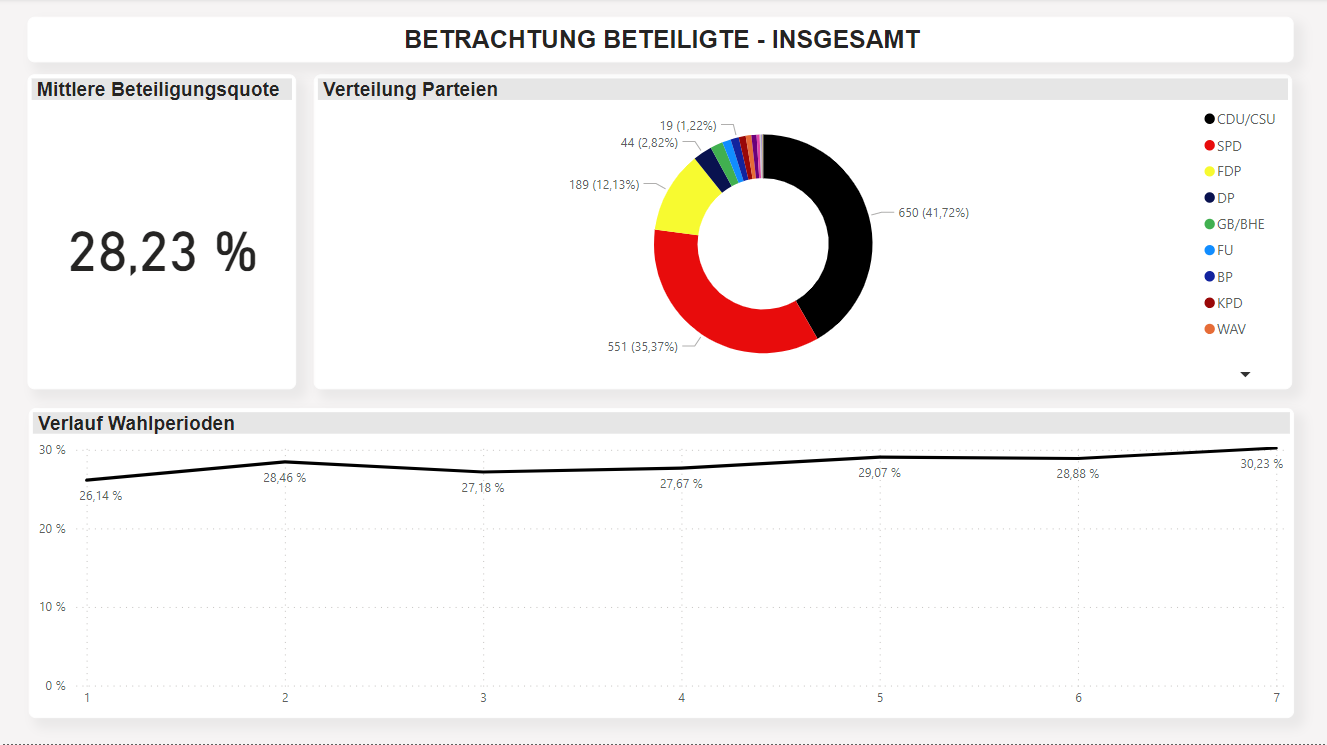 BETRACHTUNG BETEILIGTE - INSGESAMT
Mittlere Beteiligungsquote
28,23 %
Verteilung Parteien
19 (1,22%)
44 (2,82%)
189 (12,13%)
650 (41,72%)
551 (35,37%)
CDU/CSU
SPD
FDP
DP
GB/BHE
FU
BP
KPD
WAV
Verlauf Wahlperioden
30 %
20 %
10 %
0 %
26,14 %
28,46 %
27,18 %
27,67 %
29,07 %
28,88 %
30,23 %
1
2
3
4
5
6
7